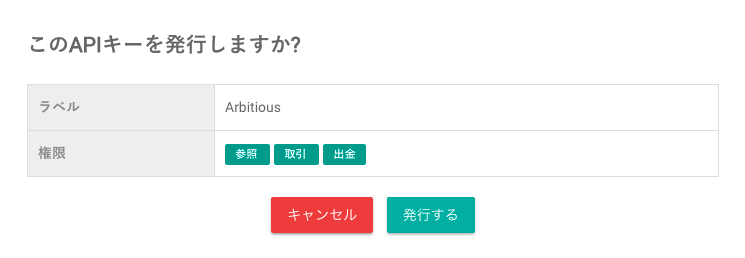 このAPIキーを発行しますか?
ラベル Arbitious
権限 参照 取引 出金
キャンセル 発行する